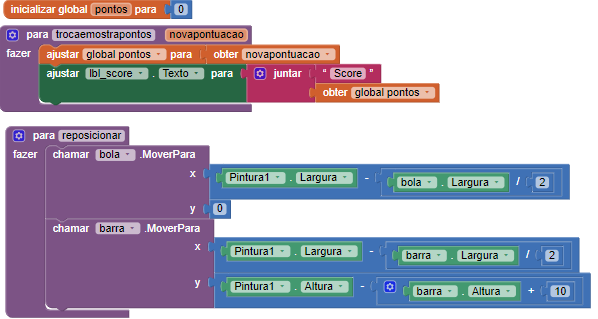 inicializar global pontos para 0
para trocaemostrapontos novapontuacao
fazer ajustar global pontos para obter novapontuacao
ajustar lbl_score . Texto para juntar " Score "
obter global pontos
para reposicionar
fazer chamar bola .MoverPara
x Pintura1 . Largura - bola . Largura / 2
y 0
chamar barra .MoverPara
x Pintura1 . Largura - barra . Largura / 2
y Pintura1 . Altura - barra . Altura + 10